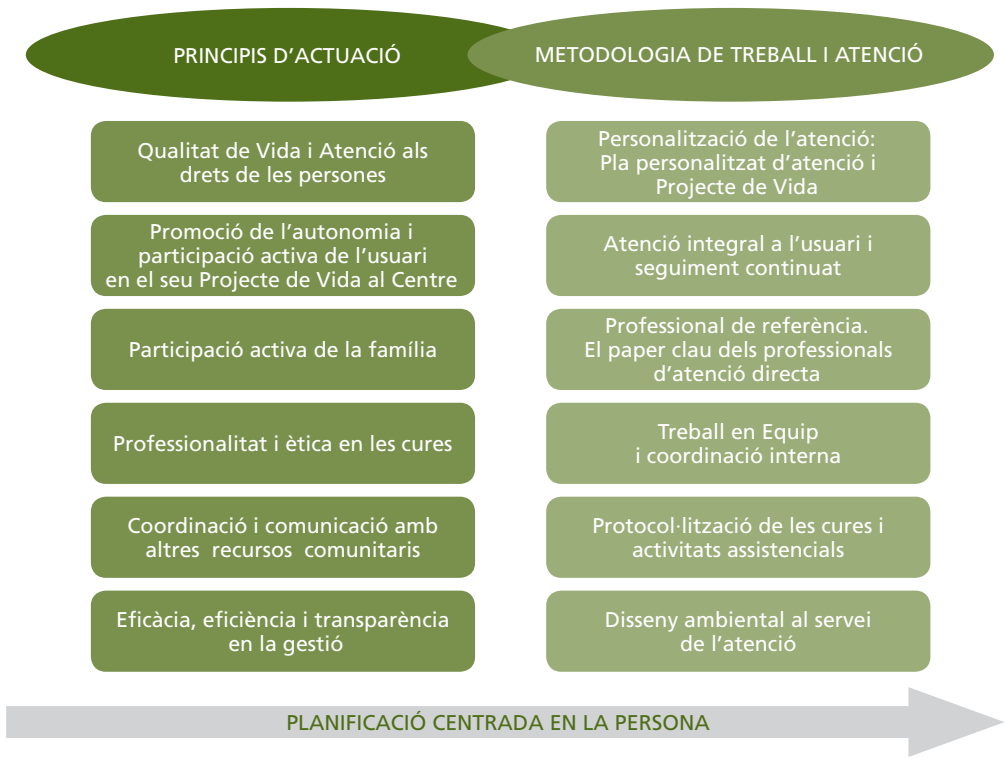 PRINCIPIS D’ACTUACIÓ
METODOLOGIA DE TREBALL I ATENCIÓ
Qualitat de Vida i Atenció als
drets de les persones
Promoció de l’autonomia i
participació activa de l’usuari
en el seu Projecte de Vida al Centre
Participació activa de la família
Professionalitat i ètica en les cures
Coordinació i comunicació amb
altres recursos comunitaris
Eficàcia, eficiència i transparència
en la gestió
Personalització de l’atenció:
Pla personalitzat d’atenció i
Projecte de Vida
Atenció integral a l’usuari i
seguiment continuat
Professional de referència.
El paper clau dels professionals
d’atenció directa
Treball en Equip
i coordinació interna
Protocol·lització de les cures i
activitats assistencials
Disseny ambiental al servei
de l’atenció
PLANIFICACIÓ CENTRADA EN LA PERSONA